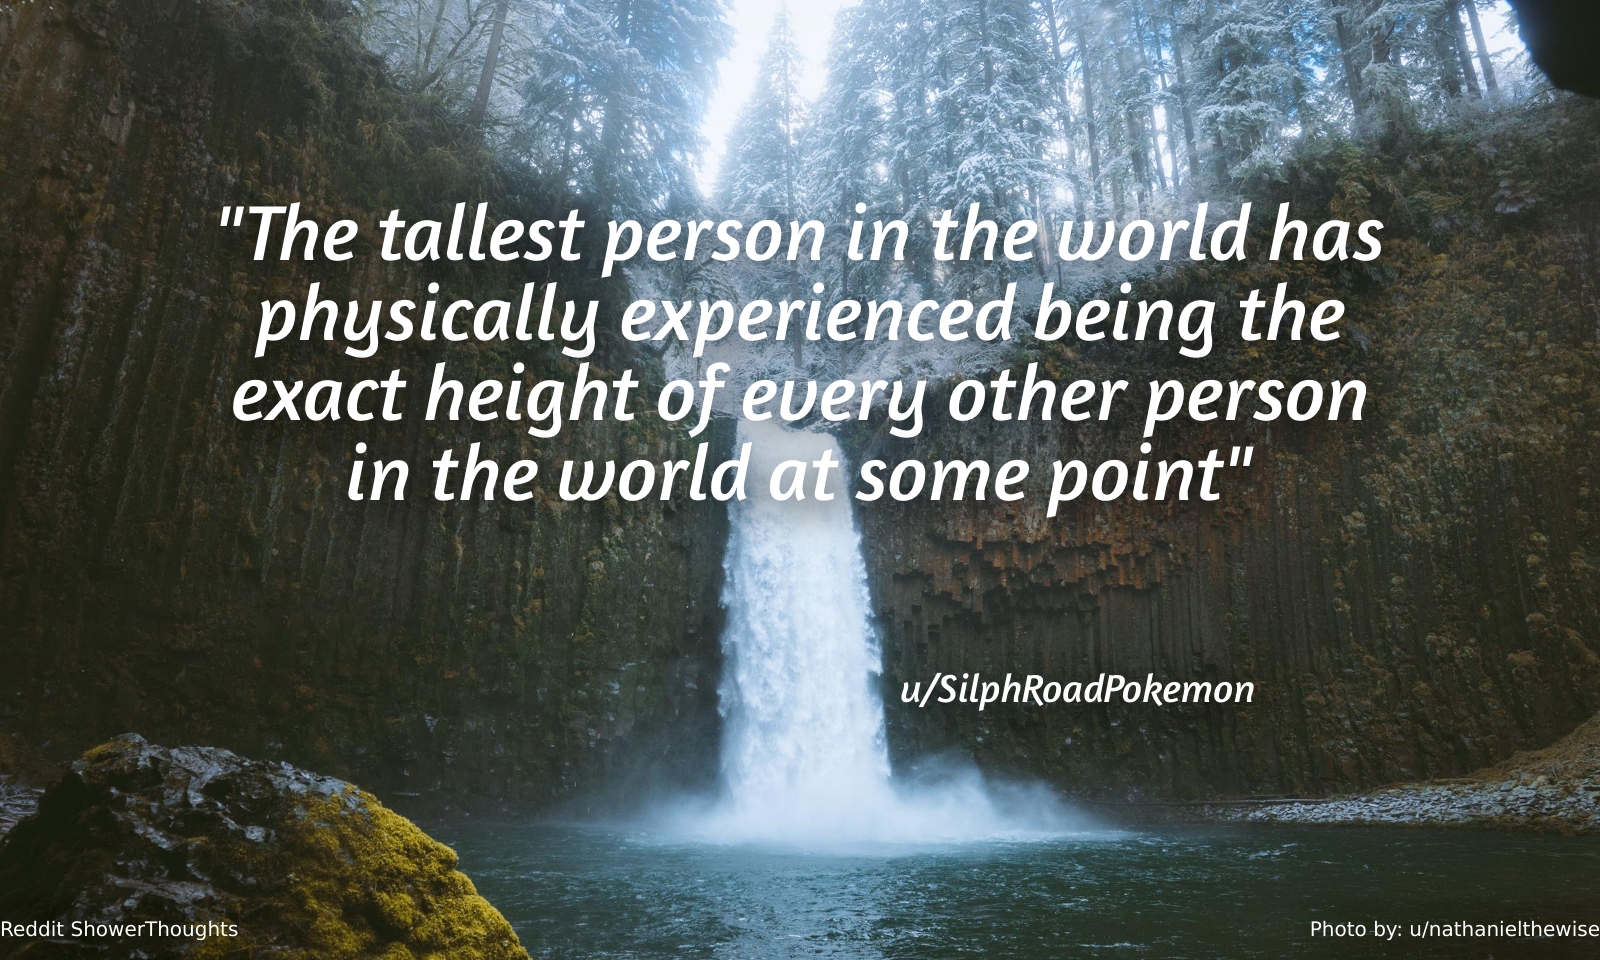 "The tallest person in the world has
physically experienced being the
exact height of every other person
in the world at some point"
u/SilphRoadPokemon
Reddit ShowerThoughts
Photo by: u/nathanielthewise